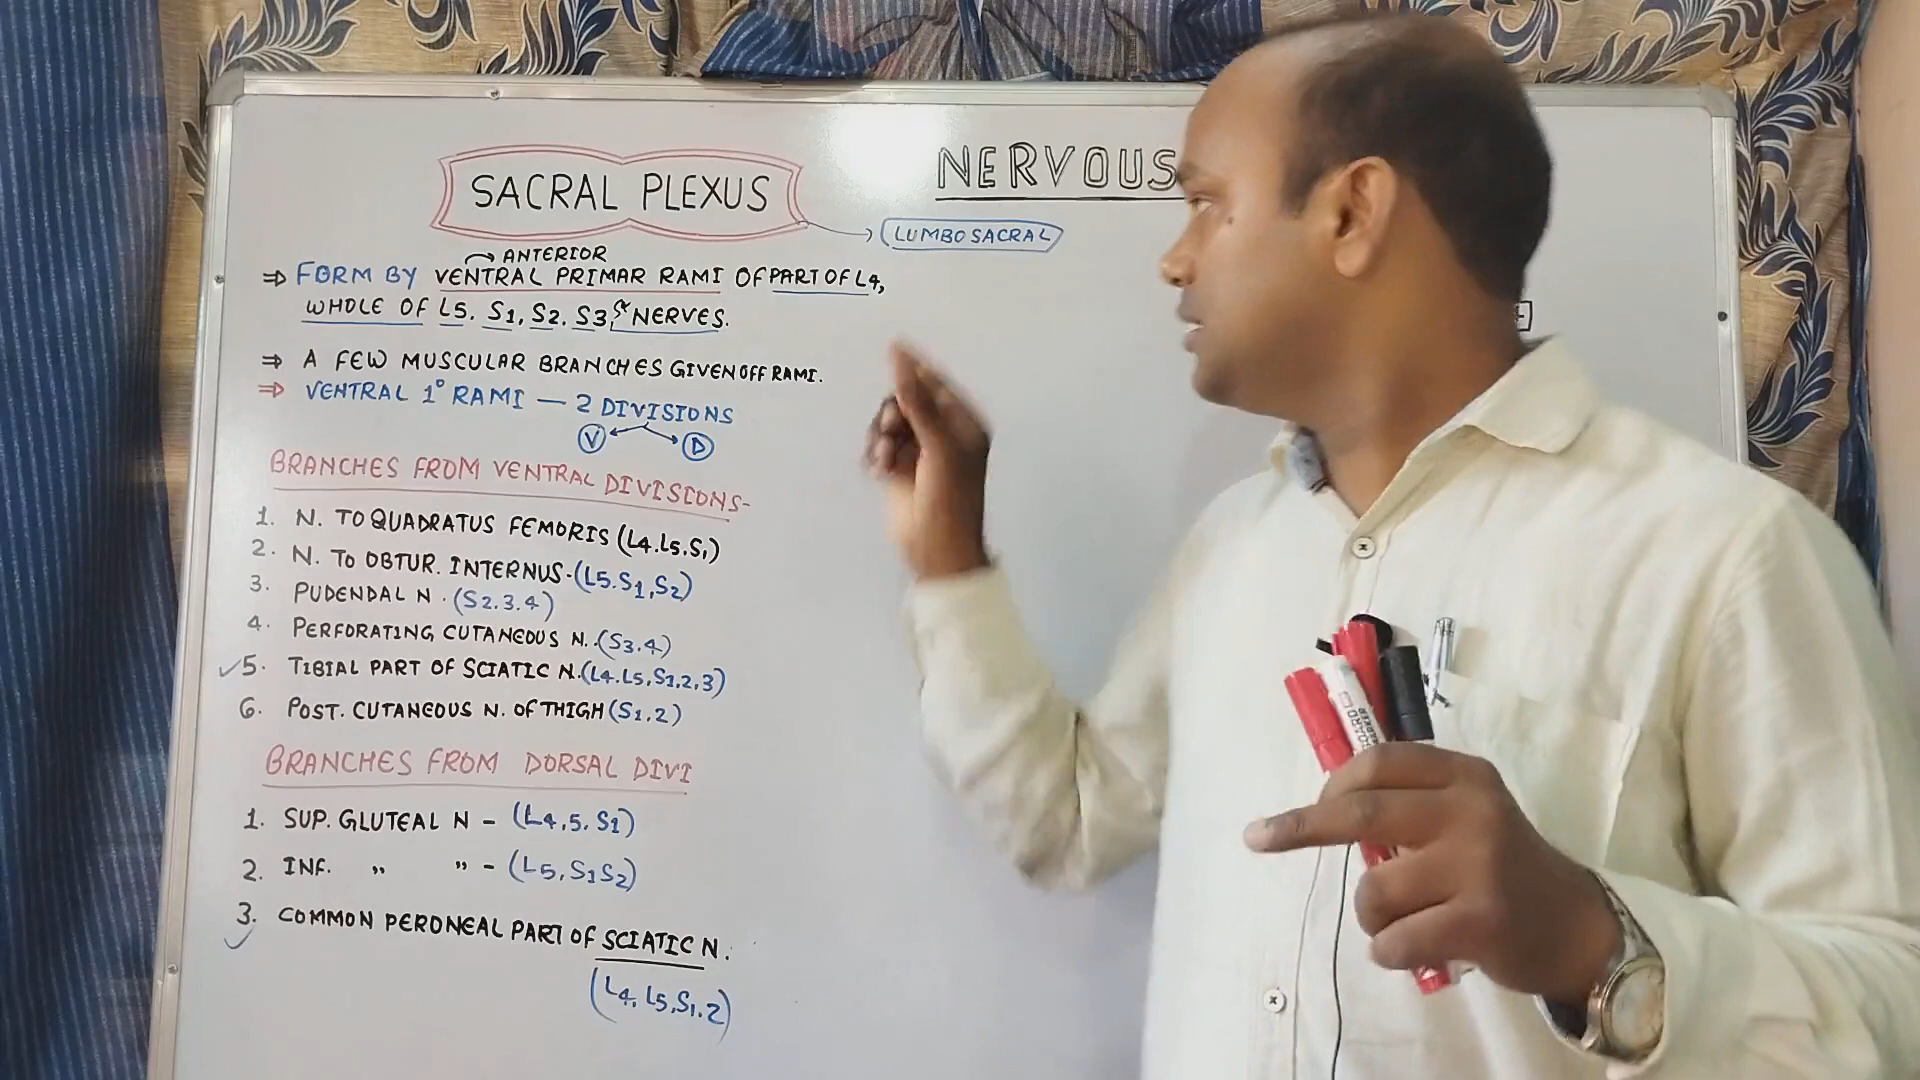 SACRAL PLEXUS
NERVOUS
LUMBOSACRAL
ANTERIOR
⇒ FORM BY VENTRAL PRIMAR RAMI OF PART OF L4,
WHOLE OF L5, S1, S2, S3, NERVES.
⇒ A FEW MUSCULAR BRANCHES GIVEN OFF RAMI.
⇒ VENTRAL 1° RAMI — 2 DIVISIONS
V D
BRANCHES FROM VENTRAL DIVISIONS-
1. N. TO QUADRATUS FEMORIS (L4.L5.S1)
2. N. TO OBTUR. INTERNUS-(L5.S1,S2)
3. PUDENDAL N. (S2.3.4)
4. PERFORATING CUTANEOUS N..(S3.4)
✓5. TIBIAL PART OF SCIATIC N.(L4.L5,S1,2,3)
6. POST. CUTANEOUS N. OF THIGH (S1,2)
BRANCHES FROM DORSAL DIVI
1. SUP. GLUTEAL N - (L4,5, S1)
2. INF. " " - (L5, S1S2)
3. COMMON PERONEAL PART OF SCIATIC N.
(L4, L5, S1.2)